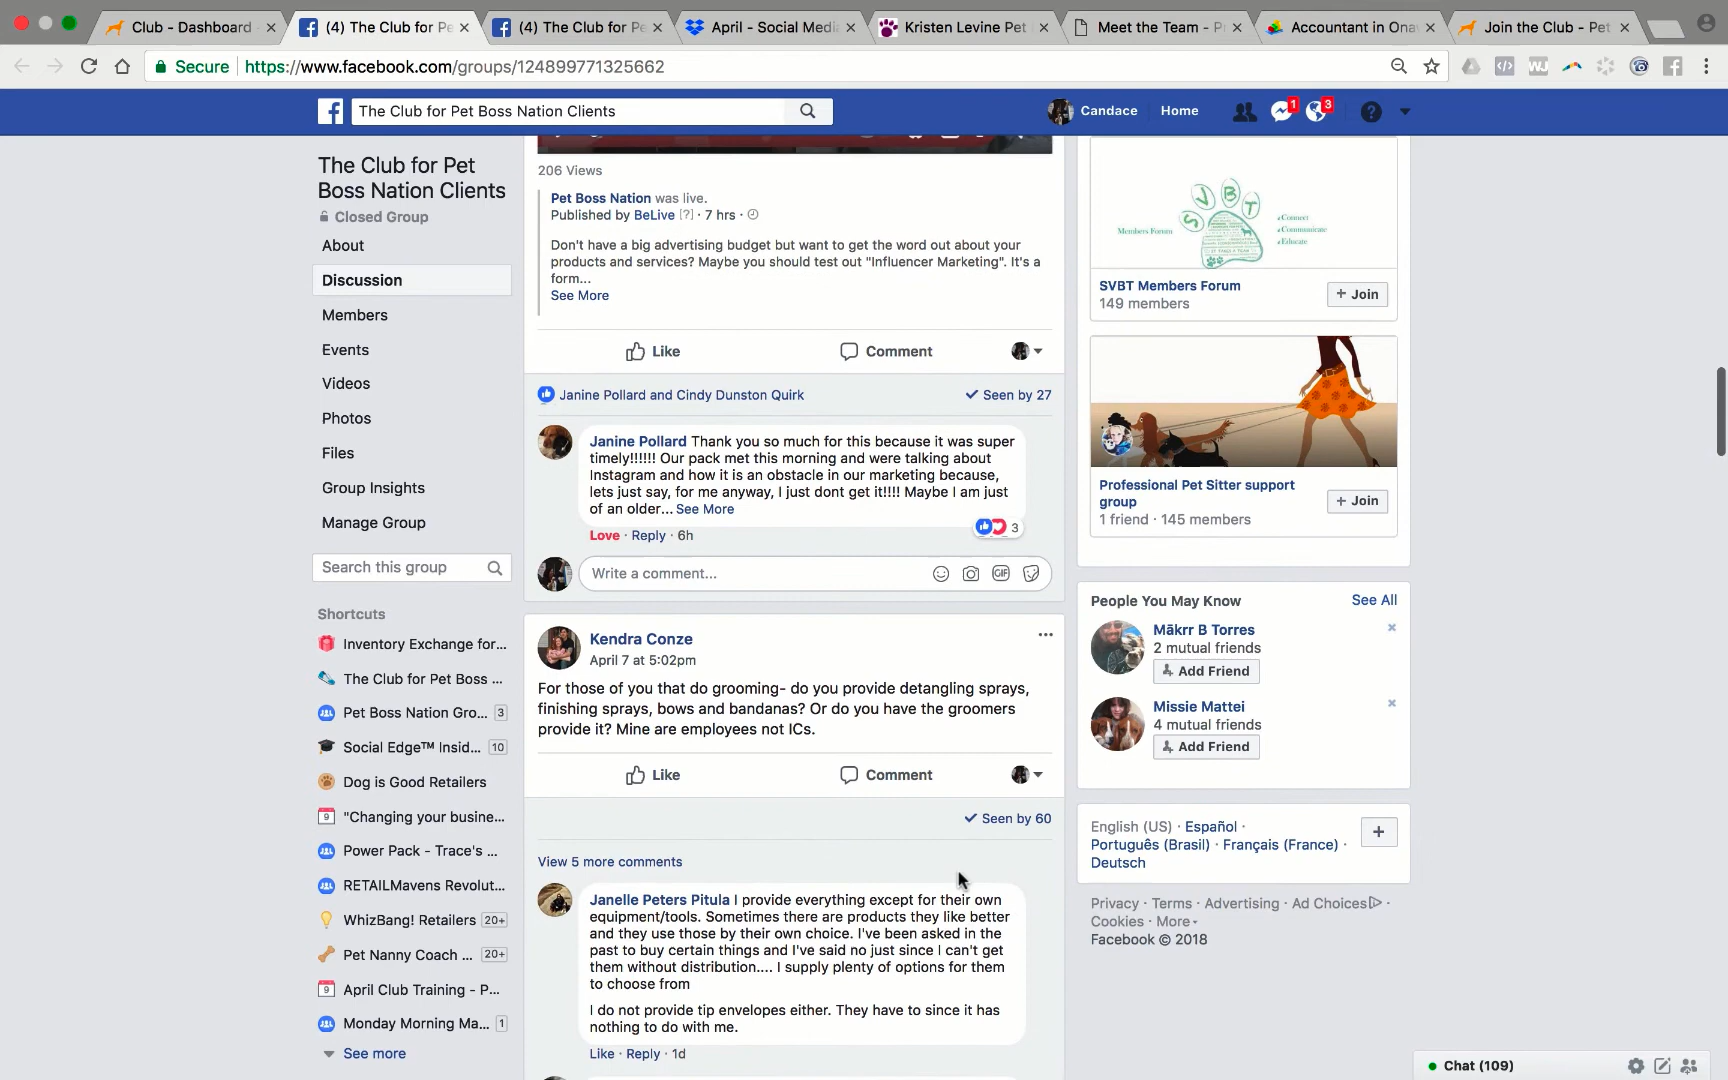 Club - Dashboard
(4) The Club for Pe
(4) The Club for Pe
April - Social Media
Kristen Levine Pet
Meet the Team - P
Accountant in Ona
Join the Club - Pet
Secure
https://www.facebook.com/groups/124899771325662
The Club for Pet Boss Nation Clients
Candace
Home
1
3
The Club for Pet
Boss Nation Clients
Closed Group
About
Discussion
Members
Events
Videos
Photos
Files
Group Insights
Manage Group
Search this group
Shortcuts
Inventory Exchange for...
The Club for Pet Boss ...
Pet Boss Nation Gro... 3
Social Edge™ Insid... 10
Dog is Good Retailers
9 "Changing your busine...
Power Pack - Trace's ...
RETAILMavens Revolut...
WhizBang! Retailers 20+
Pet Nanny Coach ... 20+
9 April Club Training - P...
Monday Morning Ma... 1
See more
206 Views
Pet Boss Nation was live.
Published by BeLive [?] · 7 hrs ·
Don't have a big advertising budget but want to get the word out about your
products and services? Maybe you should test out "Influencer Marketing". It's a
form...
See More
Like
Comment
Janine Pollard and Cindy Dunston Quirk
Seen by 27
Janine Pollard Thank you so much for this because it was super
timely!!!!!! Our pack met this morning and were talking about
Instagram and how it is an obstacle in our marketing because,
lets just say, for me anyway, I just dont get it!!!! Maybe I am just
of an older... See More
3
Love · Reply · 6h
Write a comment...
GIF
Kendra Conze
April 7 at 5:02pm
For those of you that do grooming- do you provide detangling sprays,
finishing sprays, bows and bandanas? Or do you have the groomers
provide it? Mine are employees not ICs.
Like
Comment
Seen by 60
View 5 more comments
Janelle Peters Pitula I provide everything except for their own
equipment/tools. Sometimes there are products they like better
and they use those by their own choice. I've been asked in the
past to buy certain things and I've said no just since I can't get
them without distribution.... I supply plenty of options for them
to choose from
I do not provide tip envelopes either. They have to since it has
nothing to do with me.
Like · Reply · 1d
SVBT
Members Forum
Connect
Communicate
Educate
SVBT Members Forum
149 members
+ Join
Professional Pet Sitter support
group
1 friend · 145 members
+ Join
People You May Know
See All
Mākrr B Torres
2 mutual friends
Add Friend
Missie Mattei
4 mutual friends
Add Friend
English (US) · Español ·
Português (Brasil) · Français (France) ·
Deutsch
+
Privacy · Terms · Advertising · Ad Choices ·
Cookies · More
Facebook © 2018
Chat (109)